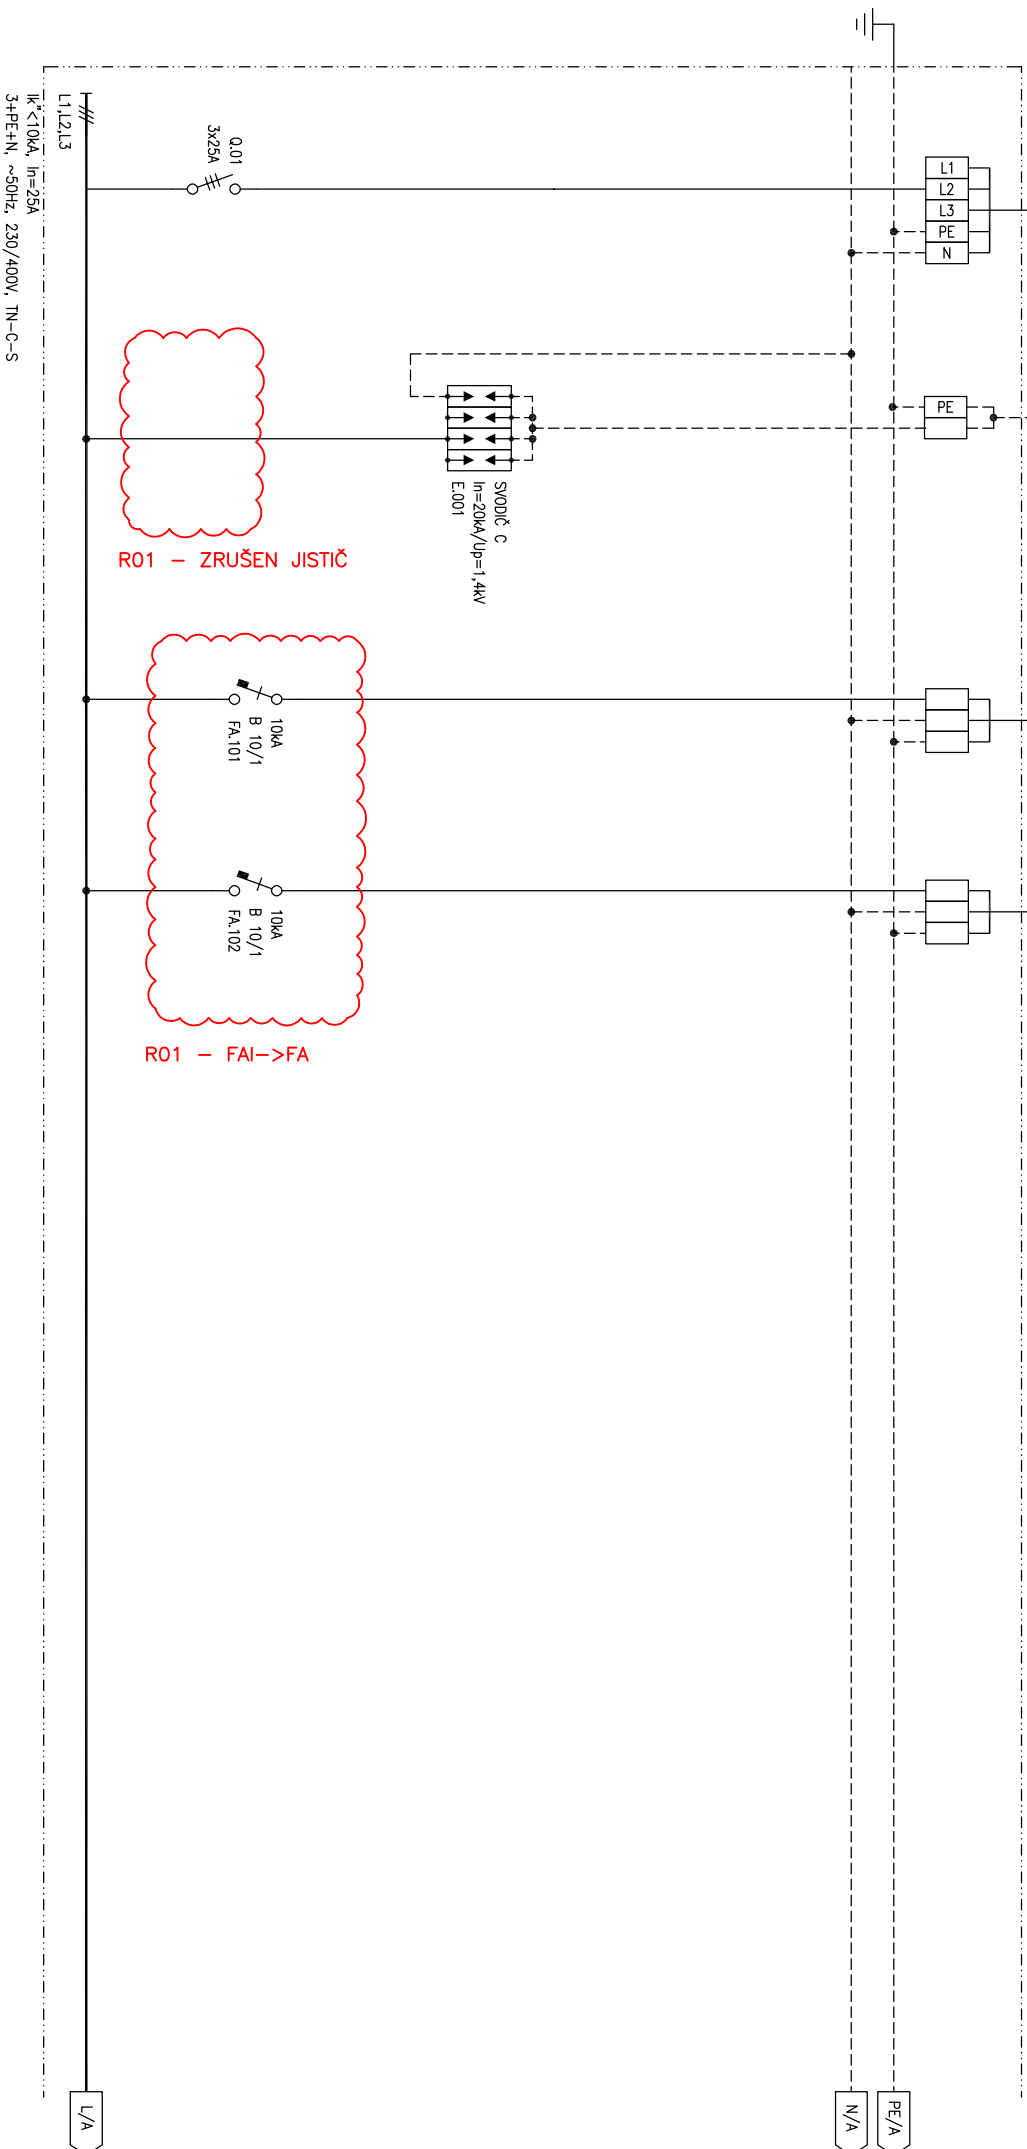 L1,L2,L3
Ik"<10kA, In=25A
3+PE+N, ~50Hz, 230/400V, TN-C-S
Q.01
3x25A
L1
L2
L3
PE
N
PE
SVODIČ C
In=20kA/Up=1,4kV
E.001
R01 - ZRUŠEN JISTIČ
10kA
B 10/1
FA.101
10kA
B 10/1
FA.102
R01 - FAI->FA
L/A
N/A
PE/A